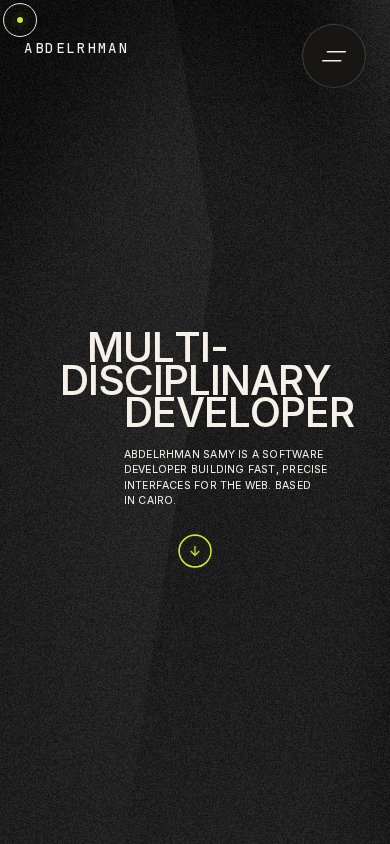 ABDELRHMAN
MULTI-
DISCIPLINARY
DEVELOPER
ABDELRHMAN SAMY IS A SOFTWARE
DEVELOPER BUILDING FAST, PRECISE
INTERFACES FOR THE WEB. BASED
IN CAIRO.